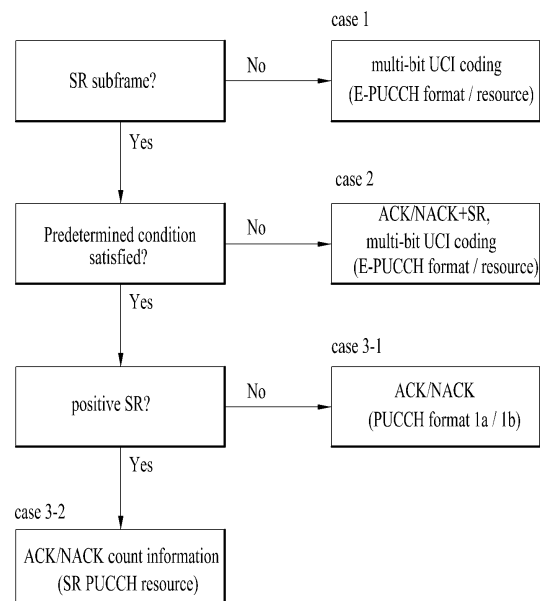 case 1
SR subframe?
No
multi-bit UCI coding
(E-PUCCH format / resource)
Yes
case 2
Predetermined condition
satisfied?
No
ACK/NACK+SR,
multi-bit UCI coding
(E-PUCCH format / resource)
Yes
case 3-1
positive SR?
No
ACK/NACK
(PUCCH format 1a / 1b)
Yes
case 3-2
ACK/NACK count information
(SR PUCCH resource)